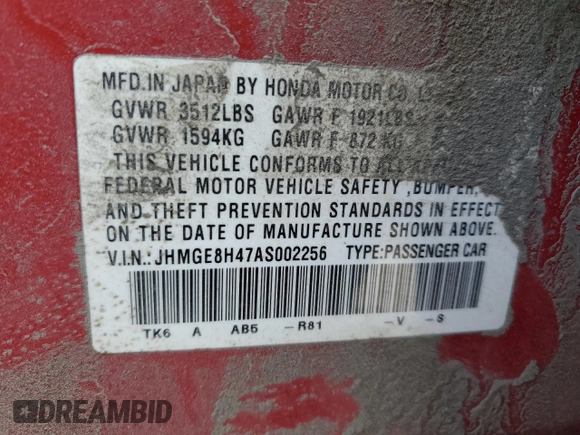 MFD.IN JAPAN BY HONDA MOTOR CO.
GVWR 3512LBS GAWR F 1921LBS
GVWR 1594KG GAWR F 872 KG
THIS VEHICLE CONFORMS TO ALL
FEDERAL MOTOR VEHICLE SAFETY ,BUMPER,
AND THEFT PREVENTION STANDARDS IN EFFECT
ON THE DATE OF MANUFACTURE SHOWN ABOVE.
V.I.N.: JHMGE8H47AS002256 TYPE:PASSENGER CAR
TK6 A AB5 -R81 -V -S
DREAMBID